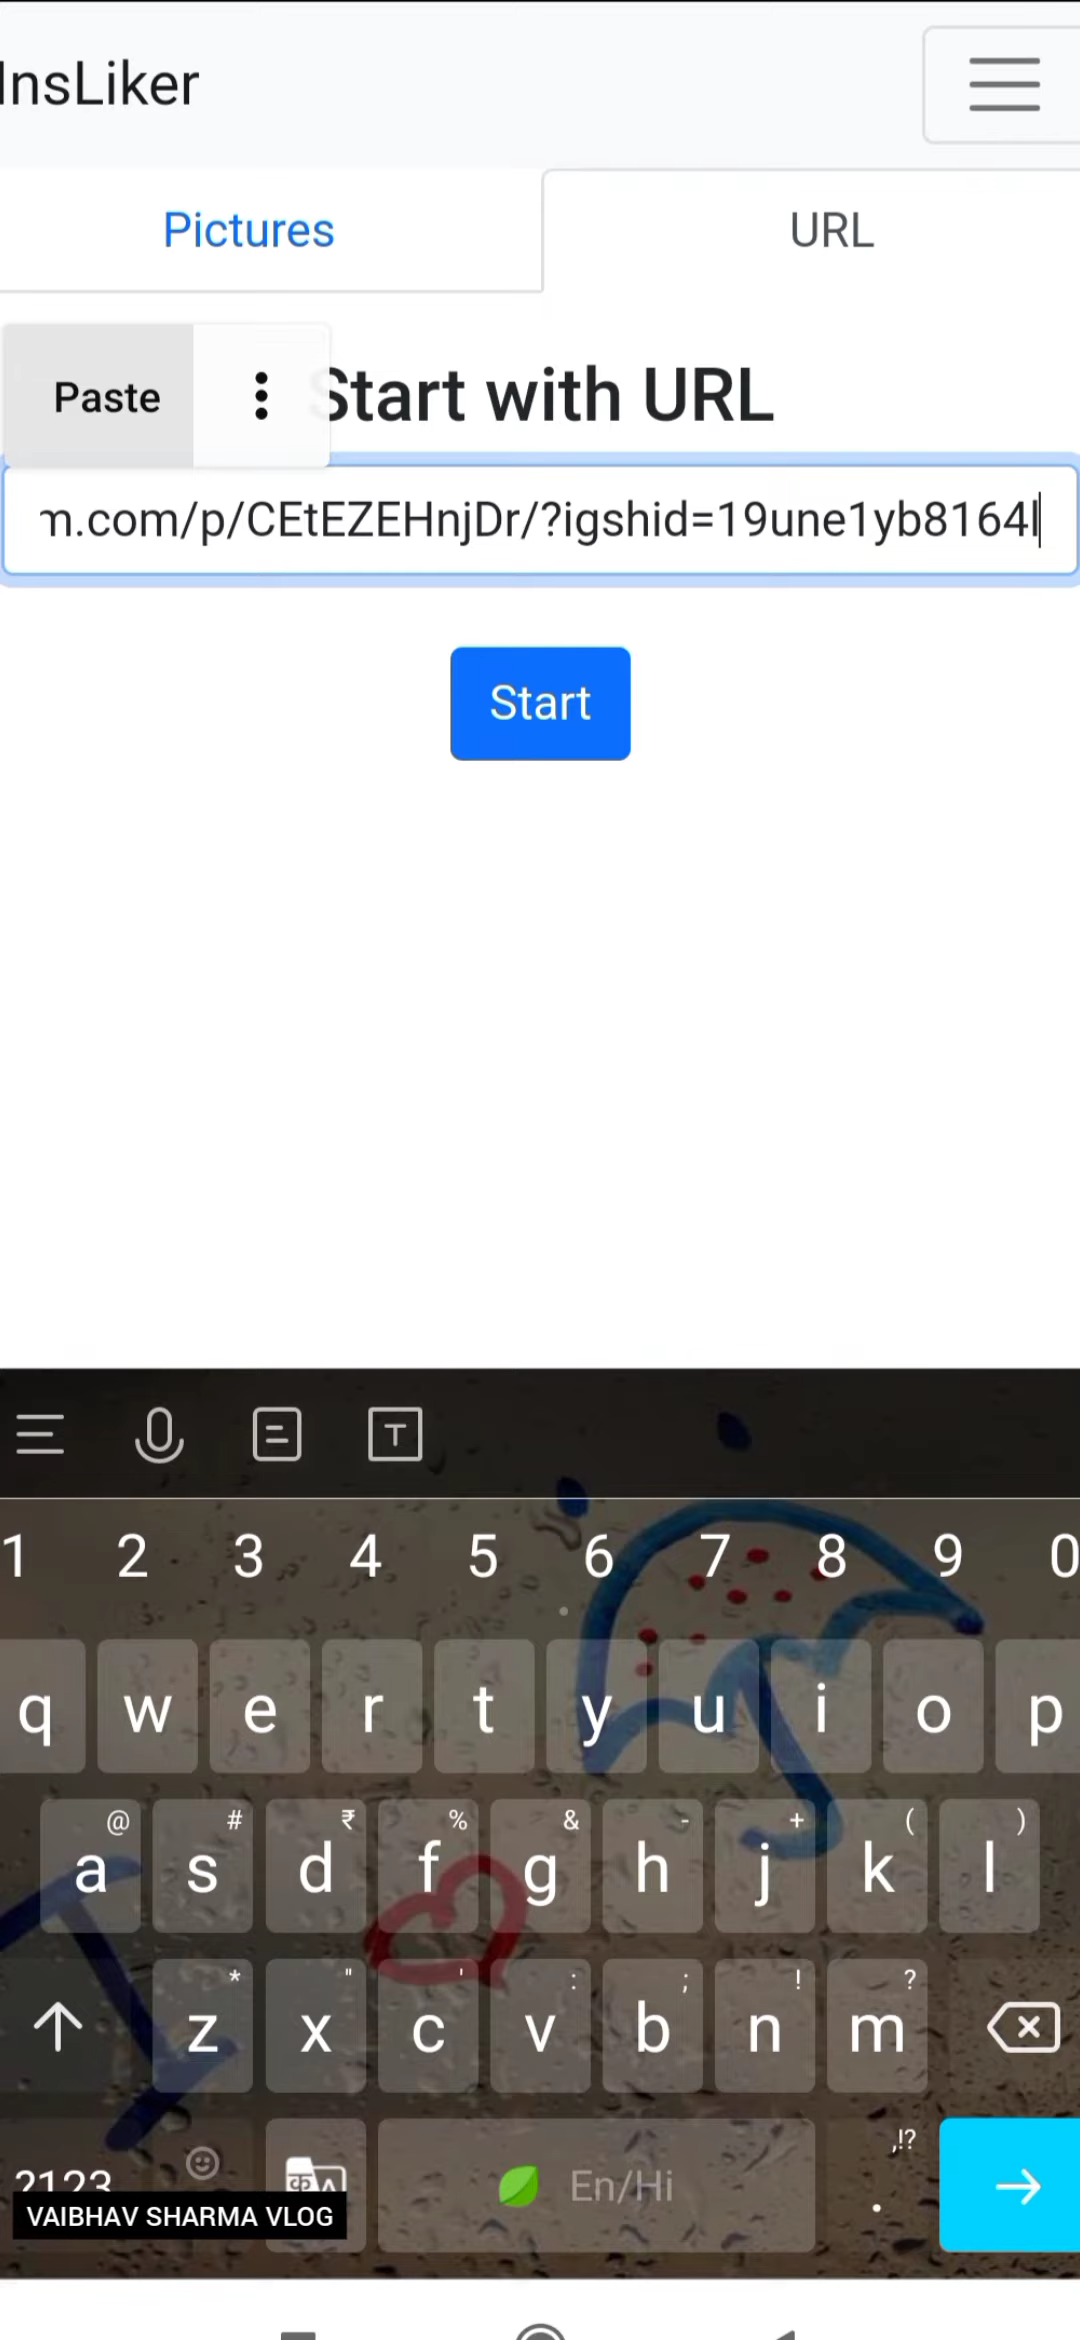 InsLiker
Pictures
URL
Paste
Start with URL
m.com/p/CEtEZEHnjDr/?igshid=19une1yb8164l
Start
T
1 2 3 4 5 6 7 8 9 0
q w e r t y u i o p
@ # ₹ % & - + ( )
a s d f g h j k l
* " ' : ; ! ?
z x c v b n m
,!?
?123
En/Hi
.
VAIBHAV SHARMA VLOG